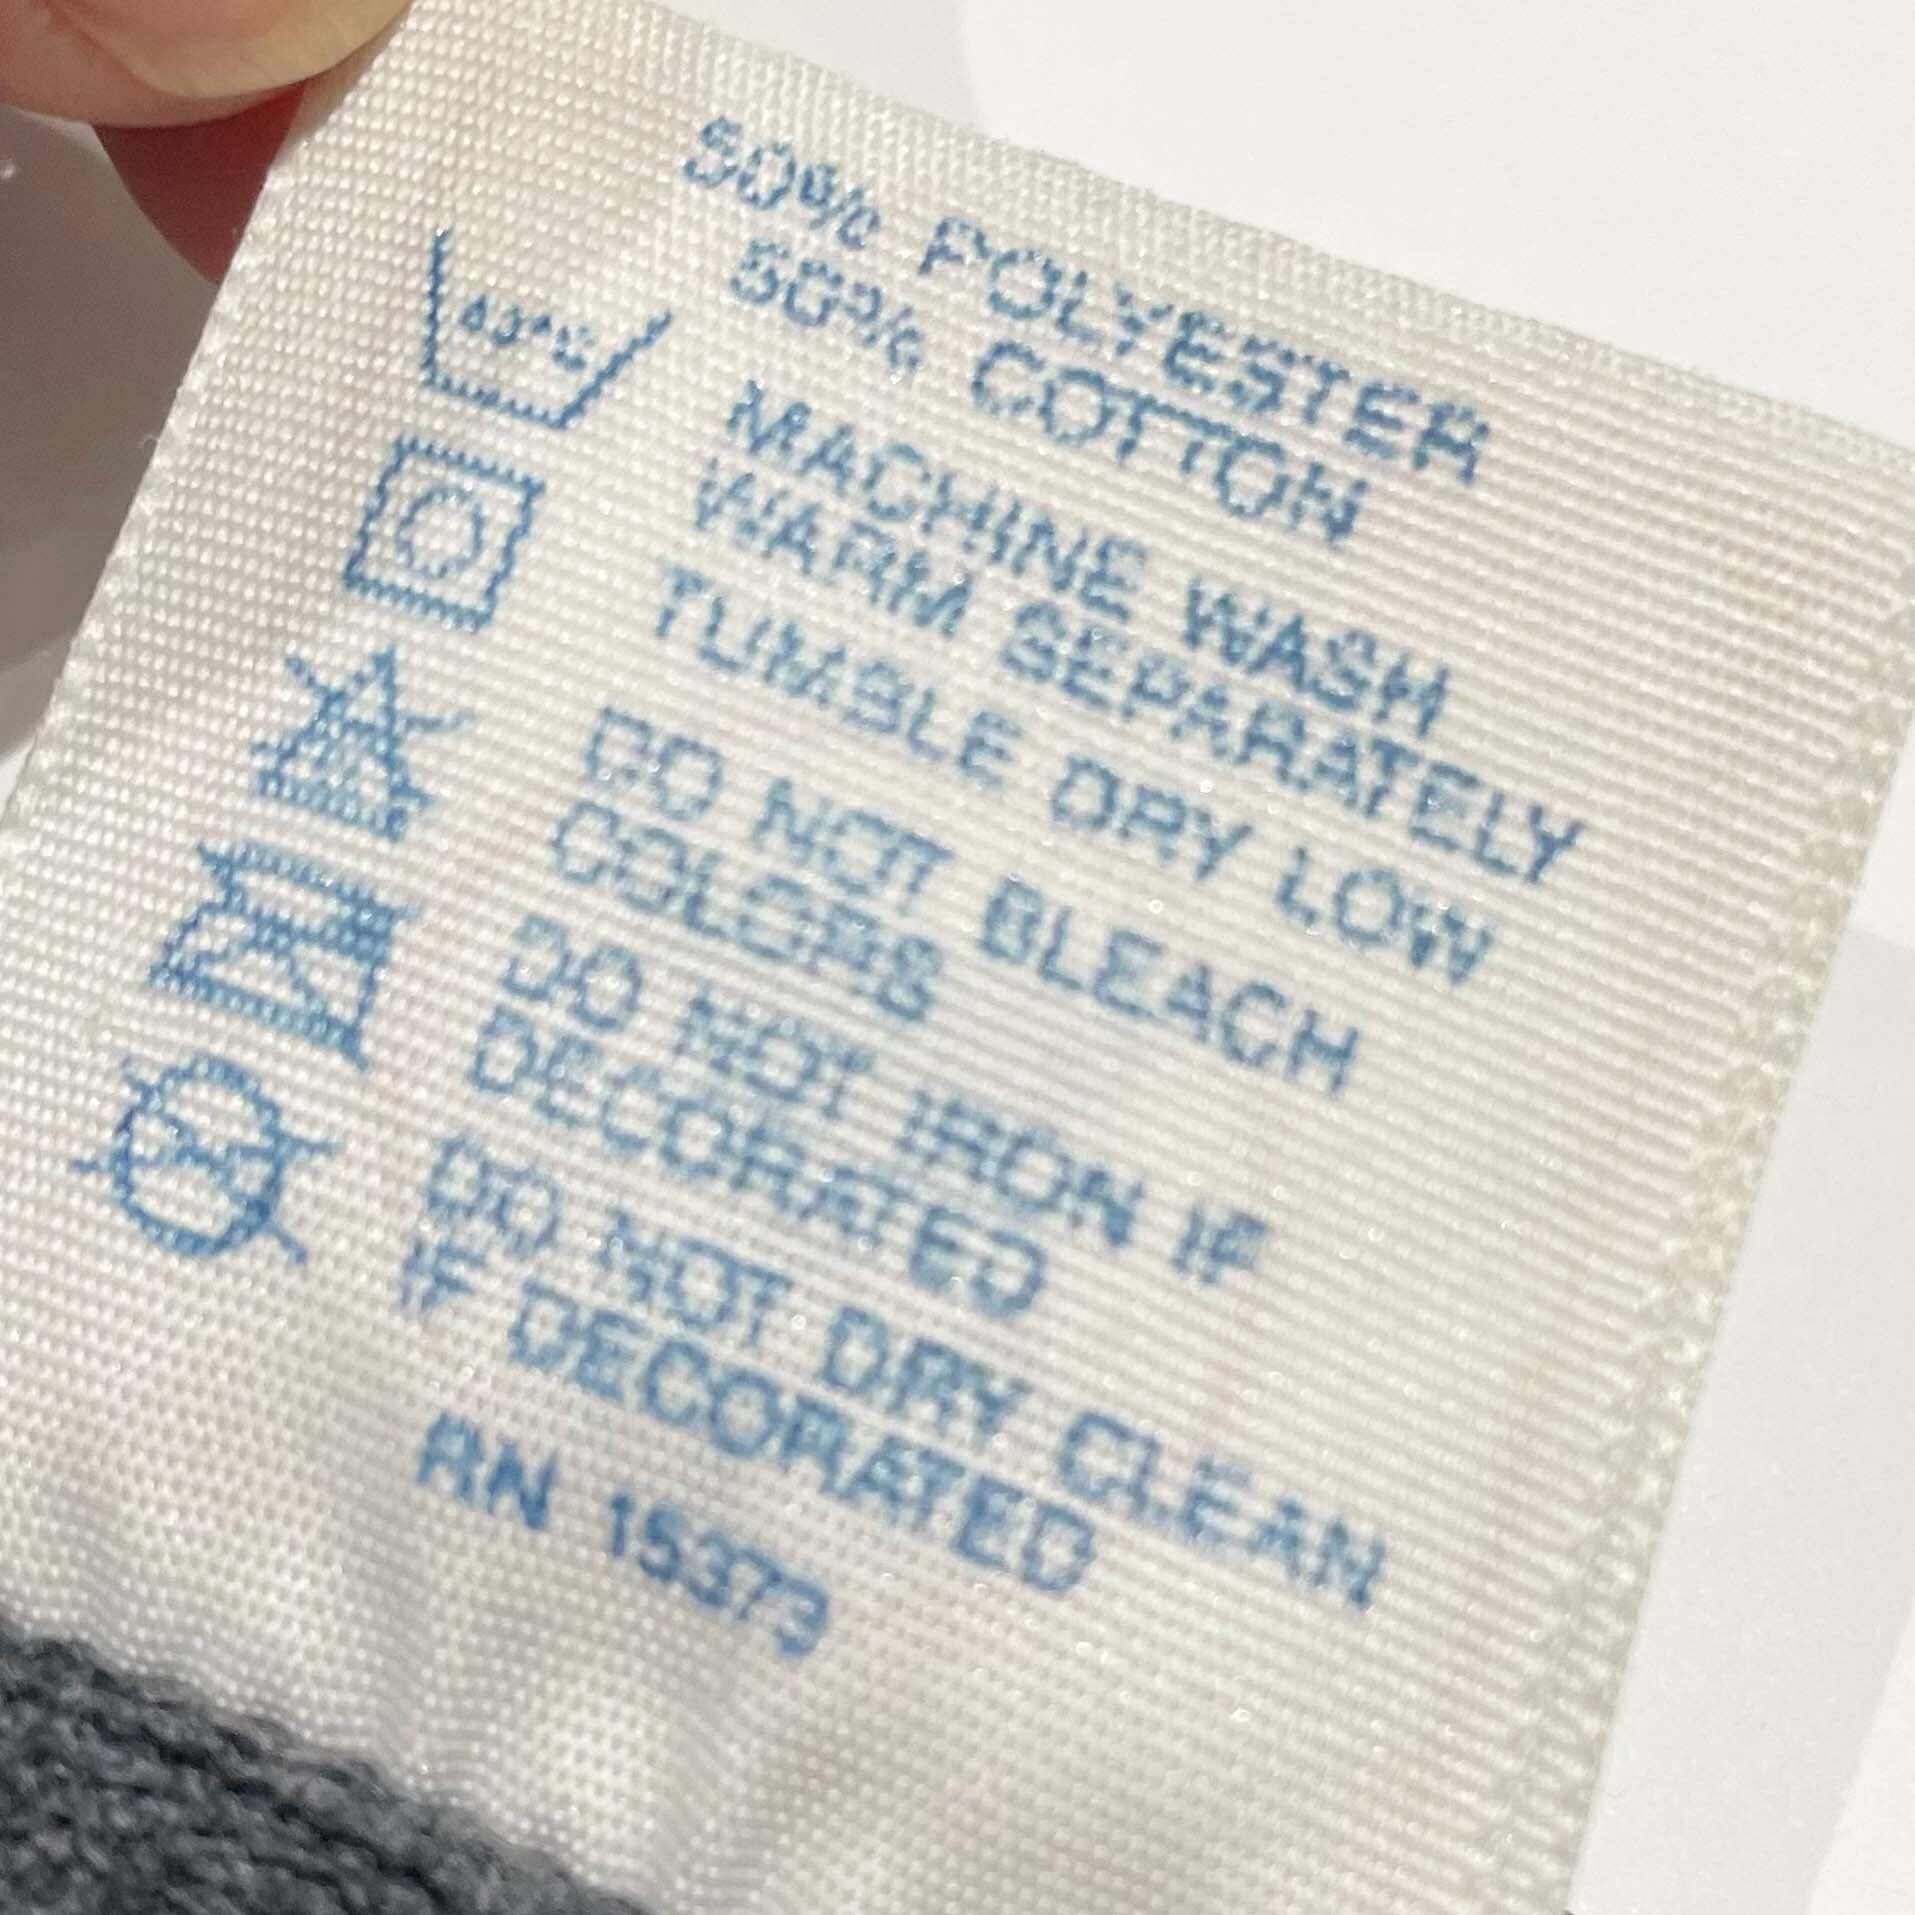 50% POLYESTER
50% COTTON
MACHINE WASH
WARM SEPARATELY
TUMBLE DRY LOW
DO NOT BLEACH
COLORS
DO NOT IRON IF
DECORATED
DO NOT DRY CLEAN
IF DECORATED
RN 15373